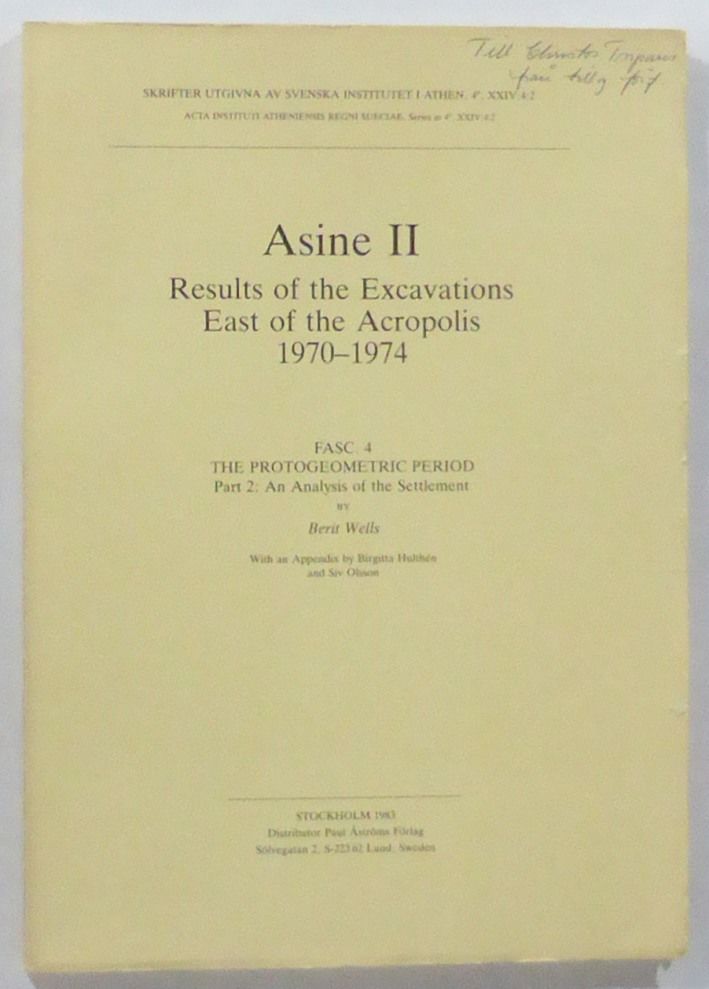 Till Christos
från
SKRIFTER UTGIVNA AV SVENSKA INSTITUTET I ATHEN, 4°, XXIV:4:2
ACTA INSTITUTI ATHENIENSIS REGNI SUECIAE, Series in 4°, XXIV:4:2
Asine II
Results of the Excavations
East of the Acropolis
1970–1974
FASC. 4
THE PROTOGEOMETRIC PERIOD
Part 2: An Analysis of the Settlement
BY
Berit Wells
With an Appendix by Birgitta Hulthén
and Siv Olsson
STOCKHOLM 1983
Distributor Paul Åströms Förlag
Sölvegatan 2, S-223 62 Lund, Sweden